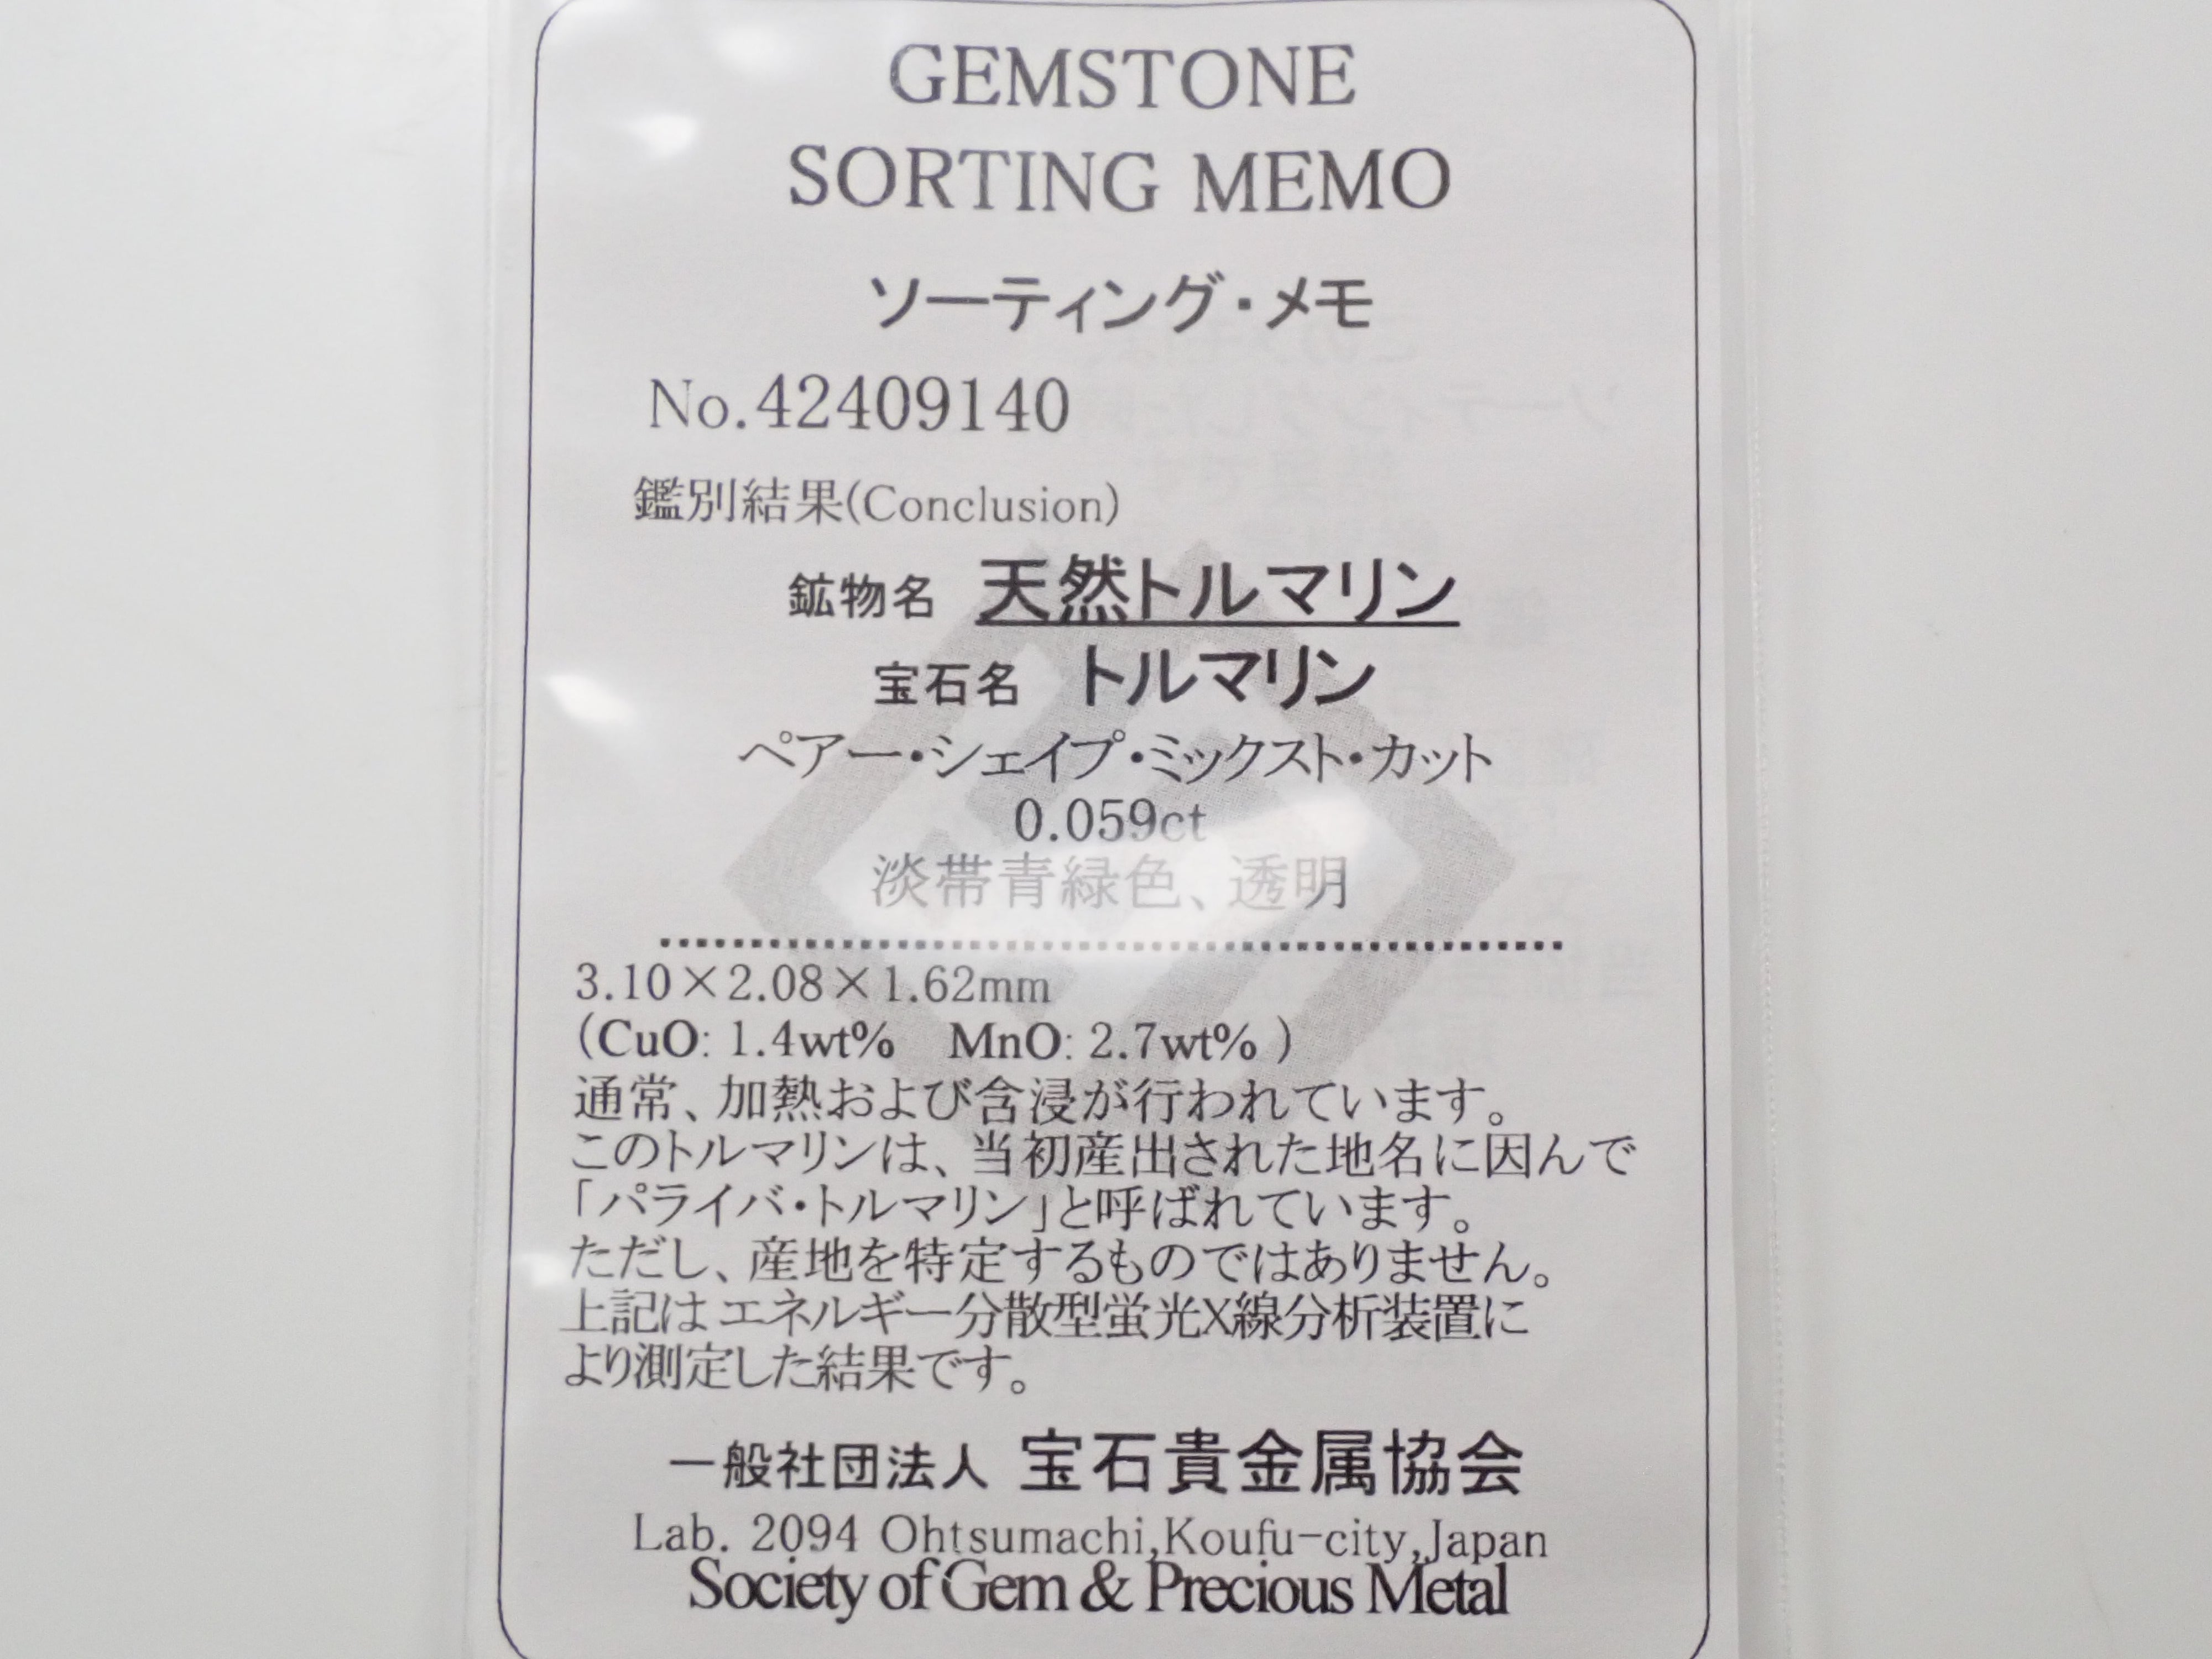 GEMSTONE
SORTING MEMO
ソーティング・メモ
No.42409140
鑑別結果(Conclusion)
鉱物名 天然トルマリン
宝石名 トルマリン
ペアー・シェイプ・ミックスト・カット
0.059ct
淡帯青緑色、透明
3.10×2.08×1.62mm
(CuO: 1.4wt% MnO: 2.7wt% )
通常、加熱および含浸が行われています。
このトルマリンは、当初産出された地名に因んで
「パライバ・トルマリン」と呼ばれています。
ただし、産地を特定するものではありません。
上記はエネルギー分散型蛍光X線分析装置に
より測定した結果です。
一般社団法人 宝石貴金属協会
Lab. 2094 Ohtsumachi,Koufu-city,Japan
Society of Gem & Precious Metal